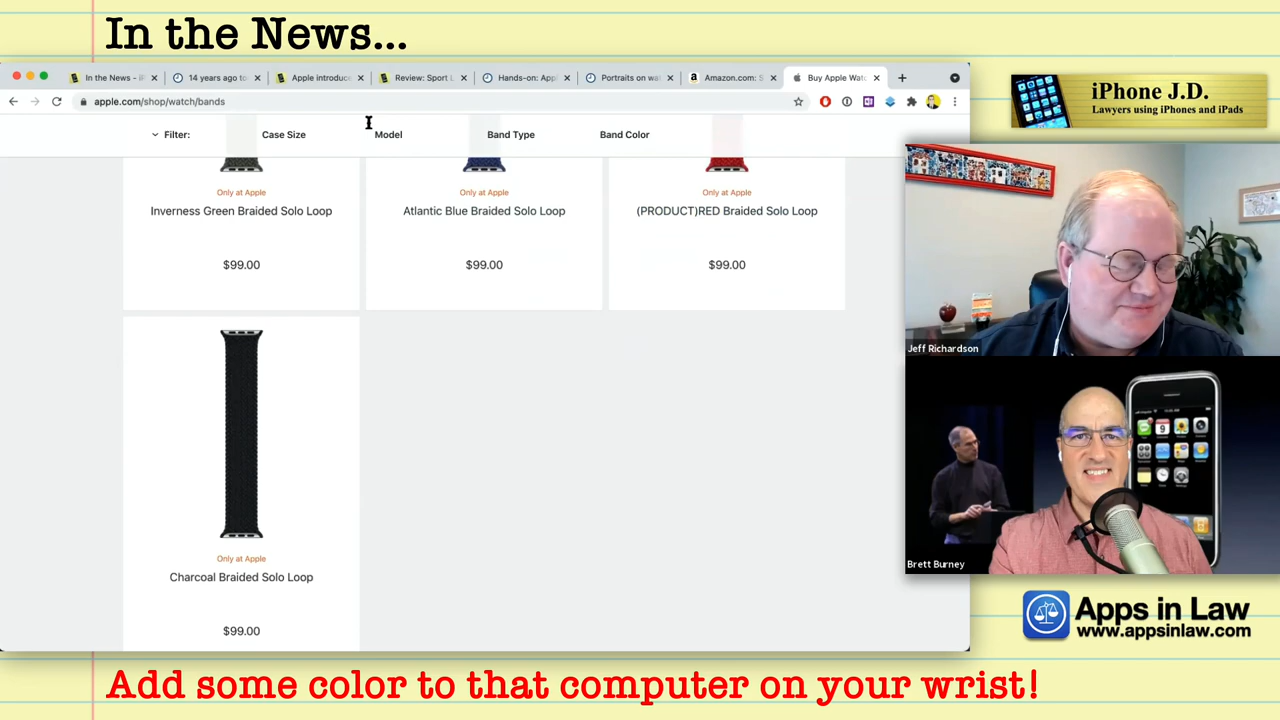 In the News...
In the News - iP
14 years ago to
Apple introduc
Review: Sport L
Hands-on: App
Portraits on wa
Amazon.com: S
Buy Apple Watc
apple.com/shop/watch/bands
Filter:
Case Size
Model
Band Type
Band Color
Only at Apple
Inverness Green Braided Solo Loop
$99.00
Only at Apple
Atlantic Blue Braided Solo Loop
$99.00
Only at Apple
(PRODUCT)RED Braided Solo Loop
$99.00
Only at Apple
Charcoal Braided Solo Loop
$99.00
iPhone J.D.
Lawyers using iPhones and iPads
Jeff Richardson
Brett Burney
Apps in Law
www.appsinlaw.com
Add some color to that computer on your wrist!